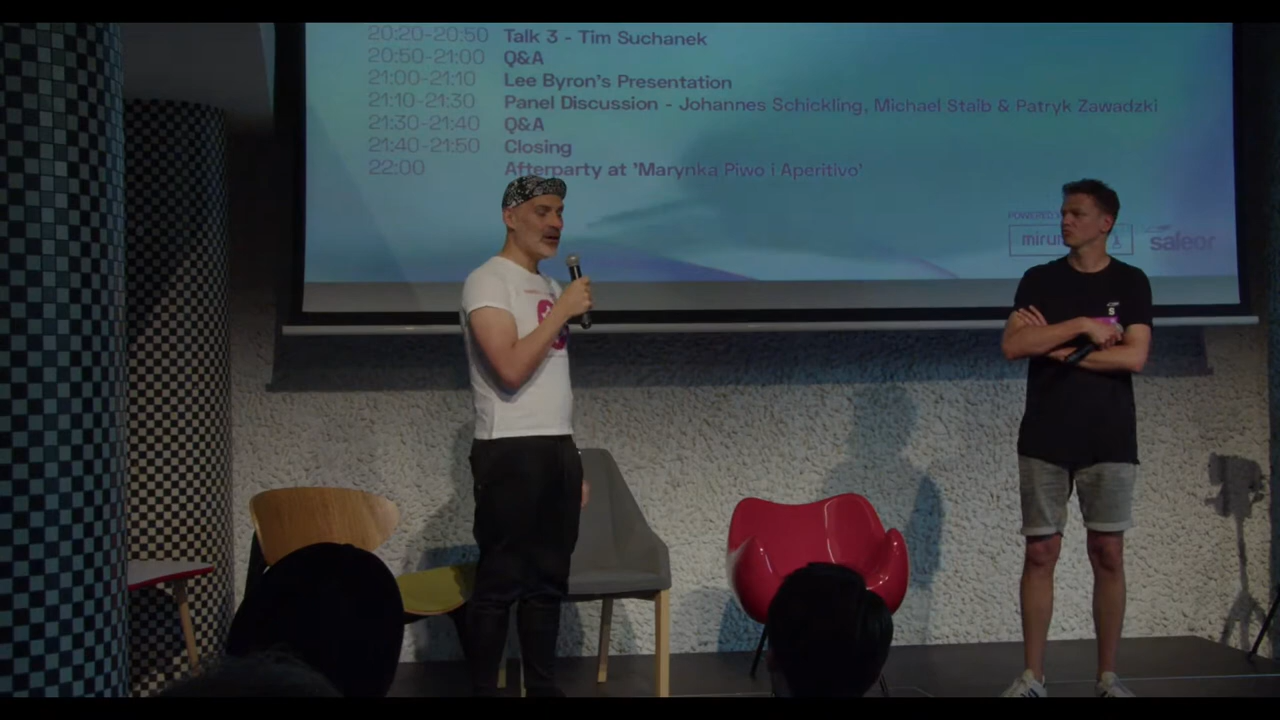 20:20-20:50 Talk 3 - Tim Suchanek
20:50-21:00 Q&A
21:00-21:10 Lee Byron's Presentation
21:10-21:30 Panel Discussion - Johannes Schickling, Michael Staib & Patryk Zawadzki
21:30-21:40 Q&A
21:40-21:50 Closing
22:00 Afterparty at 'Marynka Piwo i Aperitivo'
POWERED
saleor